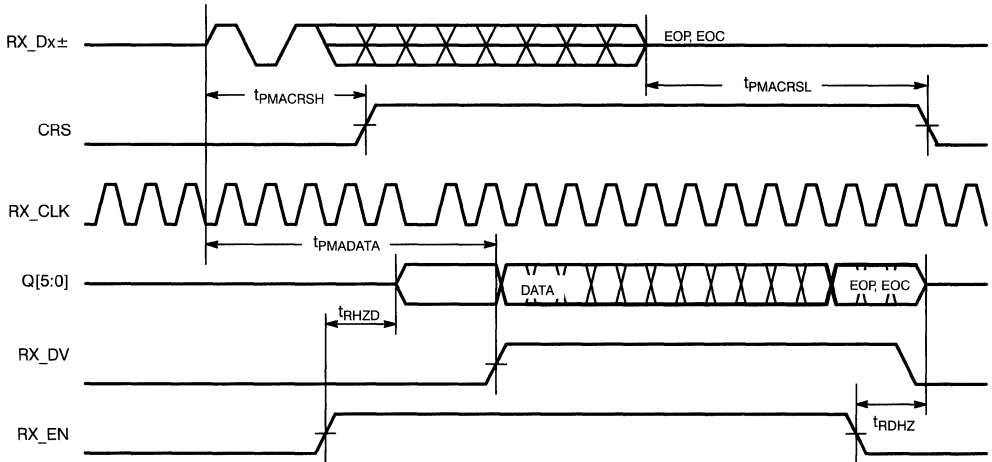 RX_Dx±
EOP, EOC
tPMACRSH
tPMACRSL
CRS
RX_CLK
tPMADATA
Q[5:0]
DATA
EOP, EOC
tRHZD
RX_DV
tRDHZ
RX_EN